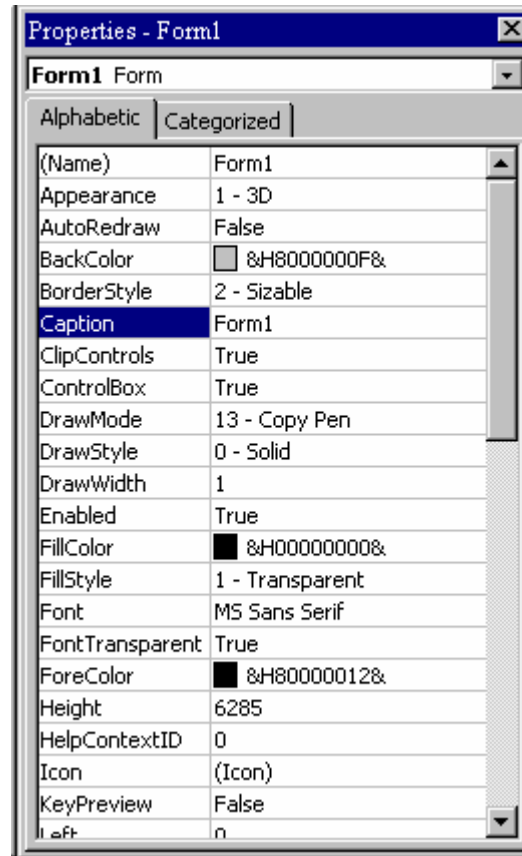 Properties - Form1
Form1 Form
Alphabetic Categorized
(Name) Form1
Appearance 1 - 3D
AutoRedraw False
BackColor &H8000000F&
BorderStyle 2 - Sizable
Caption Form1
ClipControls True
ControlBox True
DrawMode 13 - Copy Pen
DrawStyle 0 - Solid
DrawWidth 1
Enabled True
FillColor &H00000000&
FillStyle 1 - Transparent
Font MS Sans Serif
FontTransparent True
ForeColor &H80000012&
Height 6285
HelpContextID 0
Icon (Icon)
KeyPreview False
Left 0